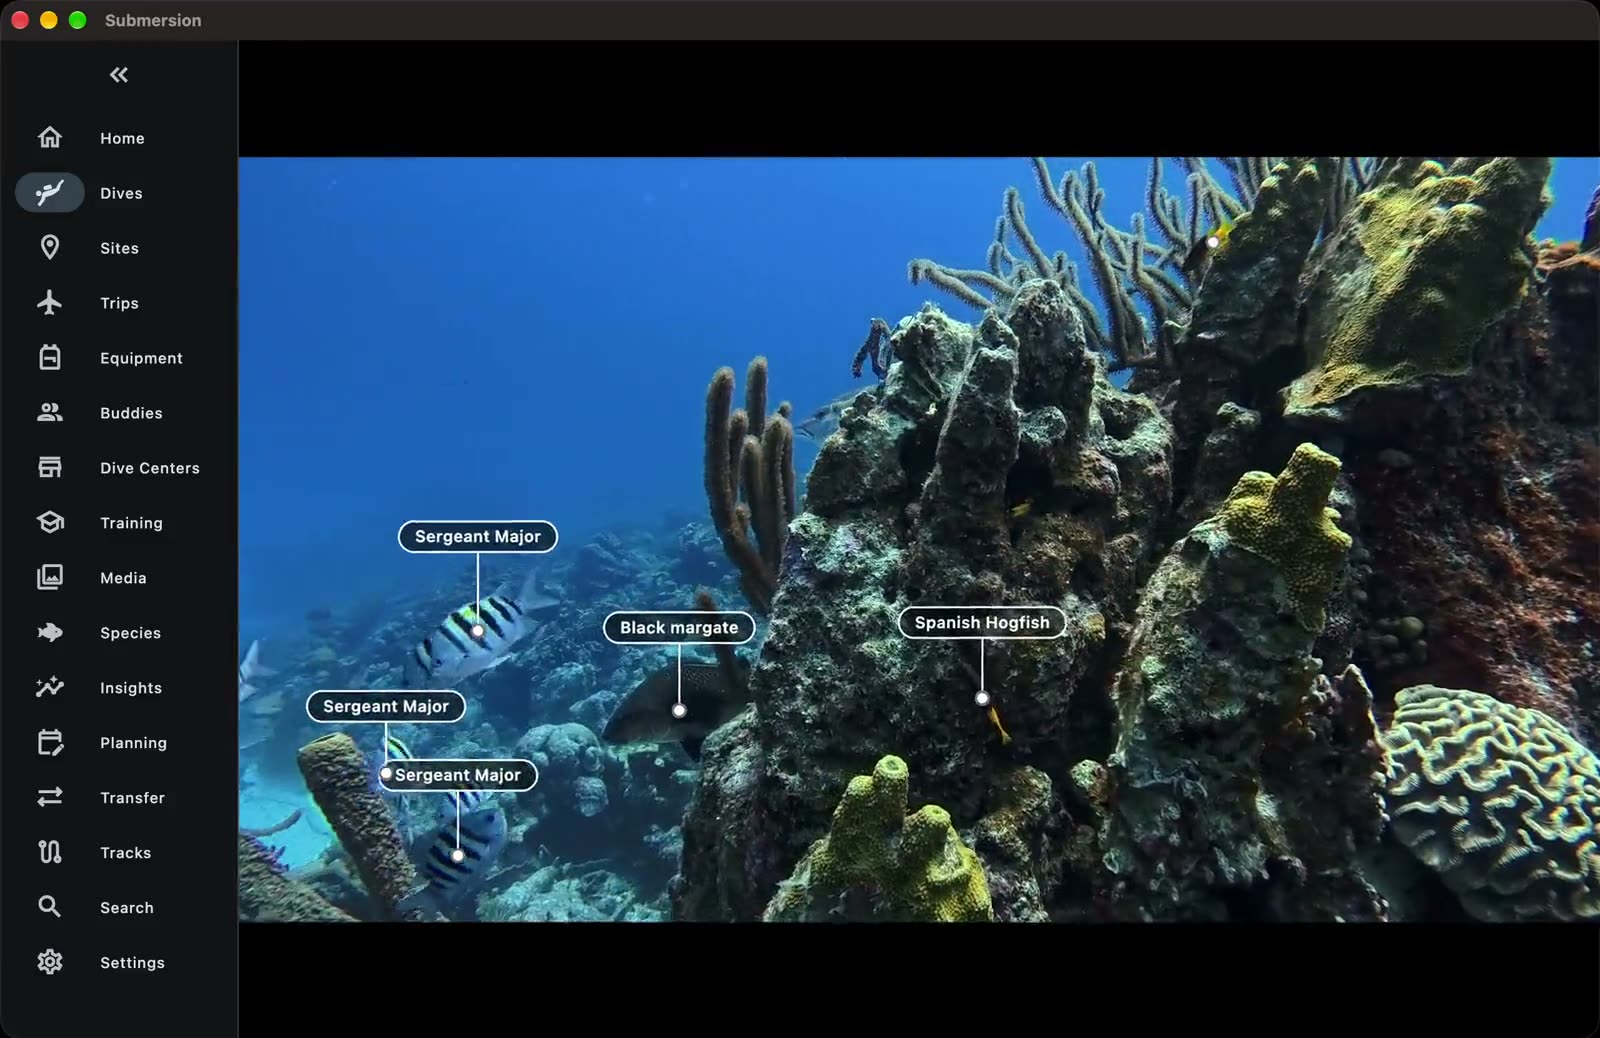 Submersion
Home
Dives
Sites
Trips
Equipment
Buddies
Dive Centers
Training
Media
Species
Insights
Planning
Transfer
Tracks
Search
Settings
Sergeant Major
Black margate
Spanish Hogfish
Sergeant Major
Sergeant Major